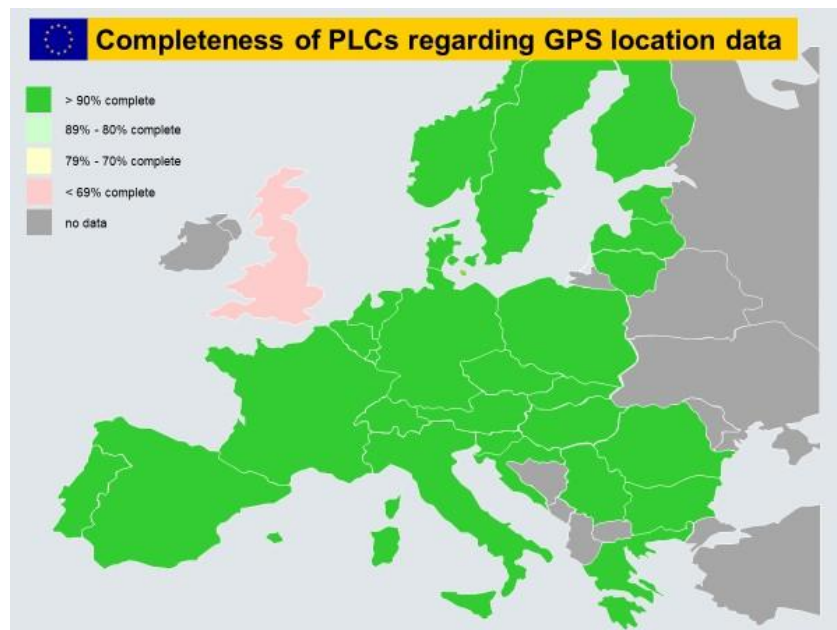 Completeness of PLCs regarding GPS location data
> 90% complete
89% - 80% complete
79% - 70% complete
< 69% complete
no data